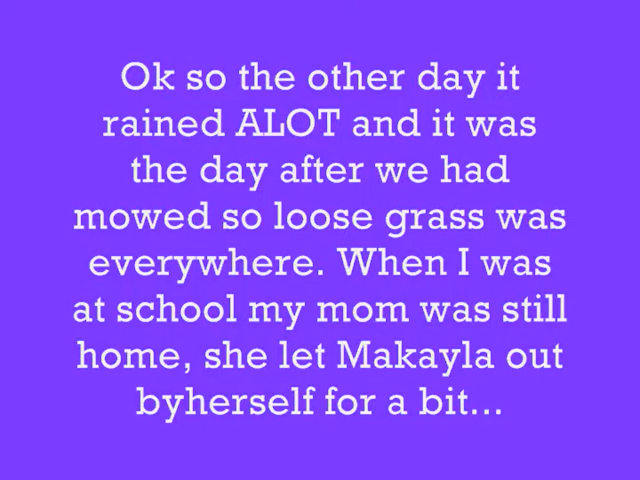 Ok so the other day it
rained ALOT and it was
the day after we had
mowed so loose grass was
everywhere. When I was
at school my mom was still
home, she let Makayla out
byherself for a bit...